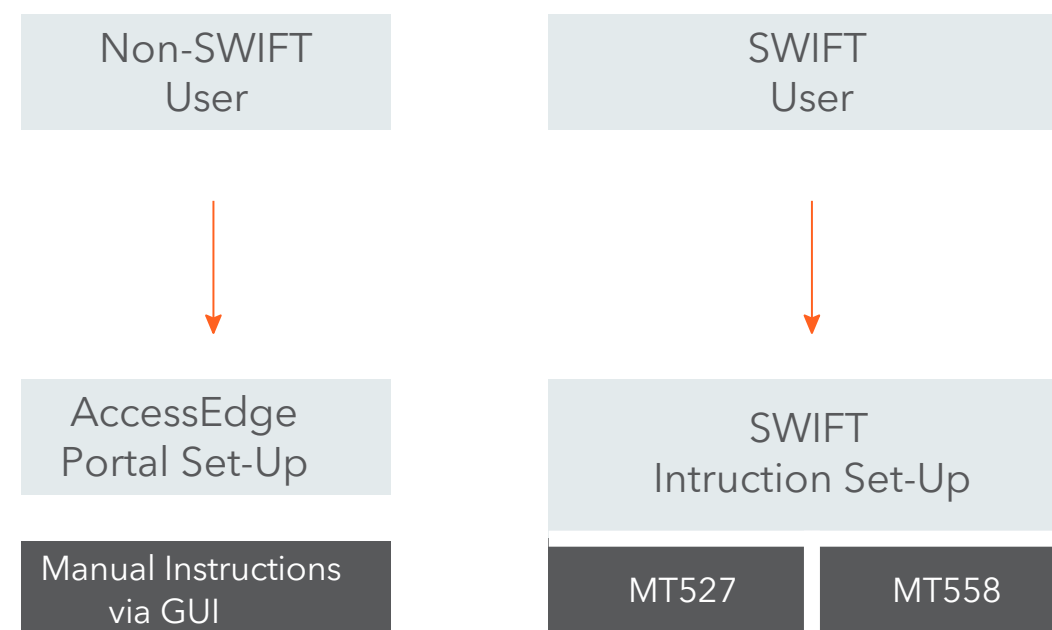 Non-SWIFT
User
SWIFT
User
AccessEdge
Portal Set-Up
SWIFT
Intruction Set-Up
Manual Instructions
via GUI
MT527
MT558